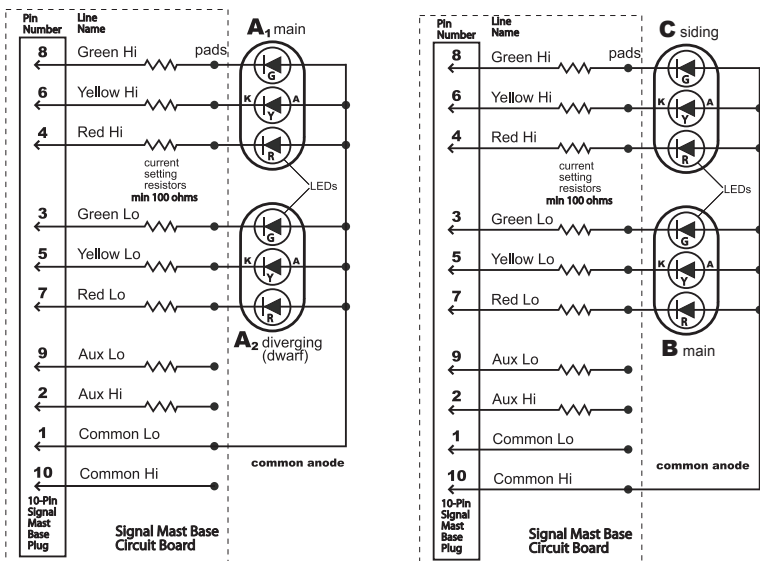 Pin Number
Line Name
A1 main
8 Green Hi pads
G
6 Yellow Hi K A
Y
4 Red Hi
R
current
setting
resistors
min 100 ohms
LEDs
3 Green Lo
G
5 Yellow Lo K A
Y
7 Red Lo
R
A2 diverging
(dwarf)
9 Aux Lo
2 Aux Hi
1 Common Lo
common anode
10 Common Hi
10-Pin
Signal
Mast
Base
Plug
Signal Mast Base
Circuit Board
Pin Number
Line Name
C siding
8 Green Hi pads
G
6 Yellow Hi K A
Y
4 Red Hi
R
current
setting
resistors
min 100 ohms
LEDs
3 Green Lo
G
5 Yellow Lo K A
Y
7 Red Lo
R
B main
9 Aux Lo
2 Aux Hi
1 Common Lo
common anode
10 Common Hi
10-Pin
Signal
Mast
Base
Plug
Signal Mast Base
Circuit Board